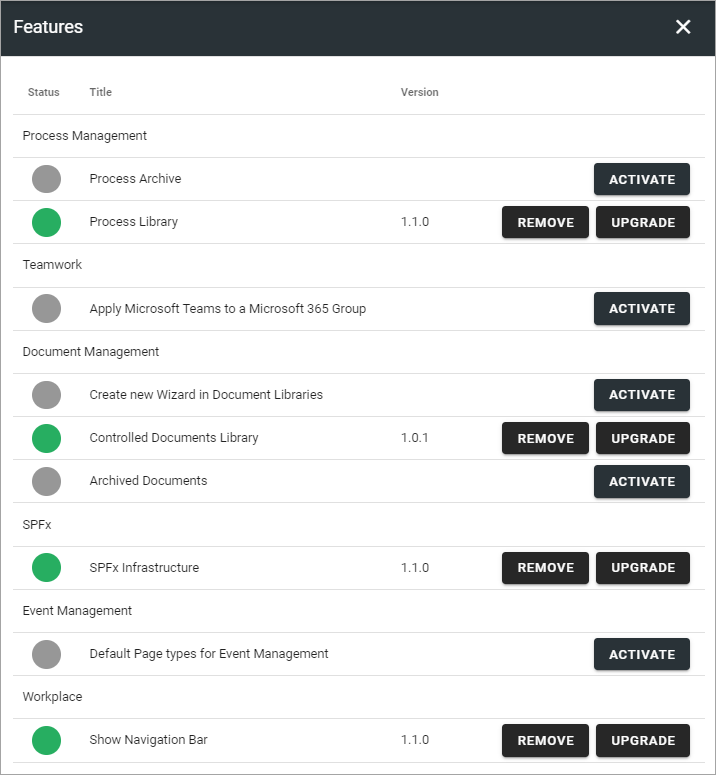 Features
Status Title Version
Process Management
Process Archive ACTIVATE
Process Library 1.1.0 REMOVE UPGRADE
Teamwork
Apply Microsoft Teams to a Microsoft 365 Group ACTIVATE
Document Management
Create new Wizard in Document Libraries ACTIVATE
Controlled Documents Library 1.0.1 REMOVE UPGRADE
Archived Documents ACTIVATE
SPFx
SPFx Infrastructure 1.1.0 REMOVE UPGRADE
Event Management
Default Page types for Event Management ACTIVATE
Workplace
Show Navigation Bar 1.1.0 REMOVE UPGRADE